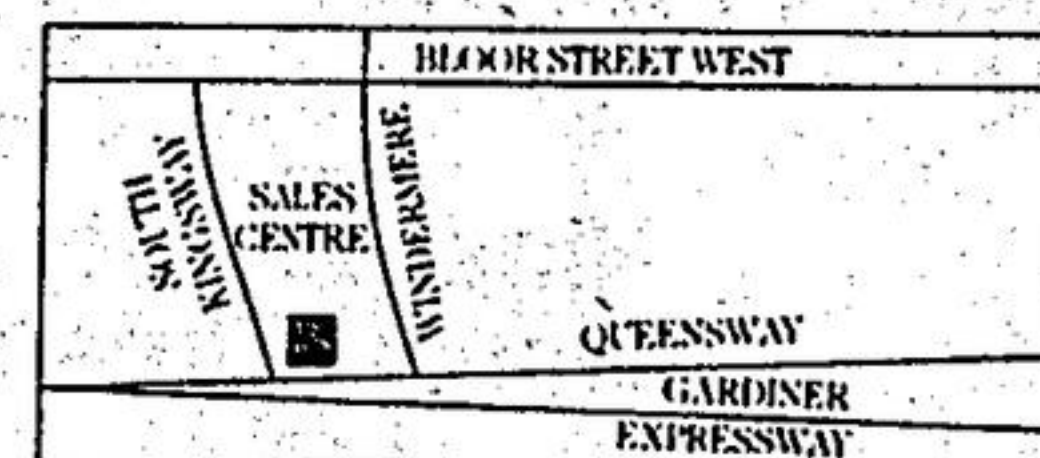 BLOOR STREET WEST
SOUTH
KINGSWAY
SALES
CENTRE
WINDERMERE
QUEENSWAY
GARDINER
EXPRESSWAY